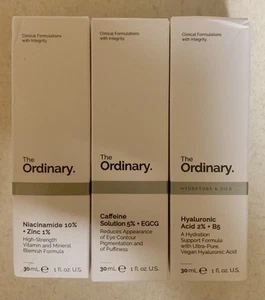 Clinical Formulations
with Integrity.
The
Ordinary.
Niacinamide 10%
+ Zinc 1%
High-Strength
Vitamin and Mineral
Blemish Formula
30mL ℮ 1 fl. oz. U.S.
Clinical Formulations
with Integrity.
The
Ordinary.
Caffeine
Solution 5% + EGCG
Reduces Appearance
of Eye Contour
Pigmentation and
of Puffiness
30mL ℮ 1 fl. oz. U.S.
Clinical Formulations
with Integrity.
The
Ordinary.
HYDRATORS & OILS
Hyaluronic
Acid 2% + B5
A Hydration
Support Formula
with Ultra-Pure,
Vegan Hyaluronic Acid
30mL ℮ 1 fl. oz. U.S.